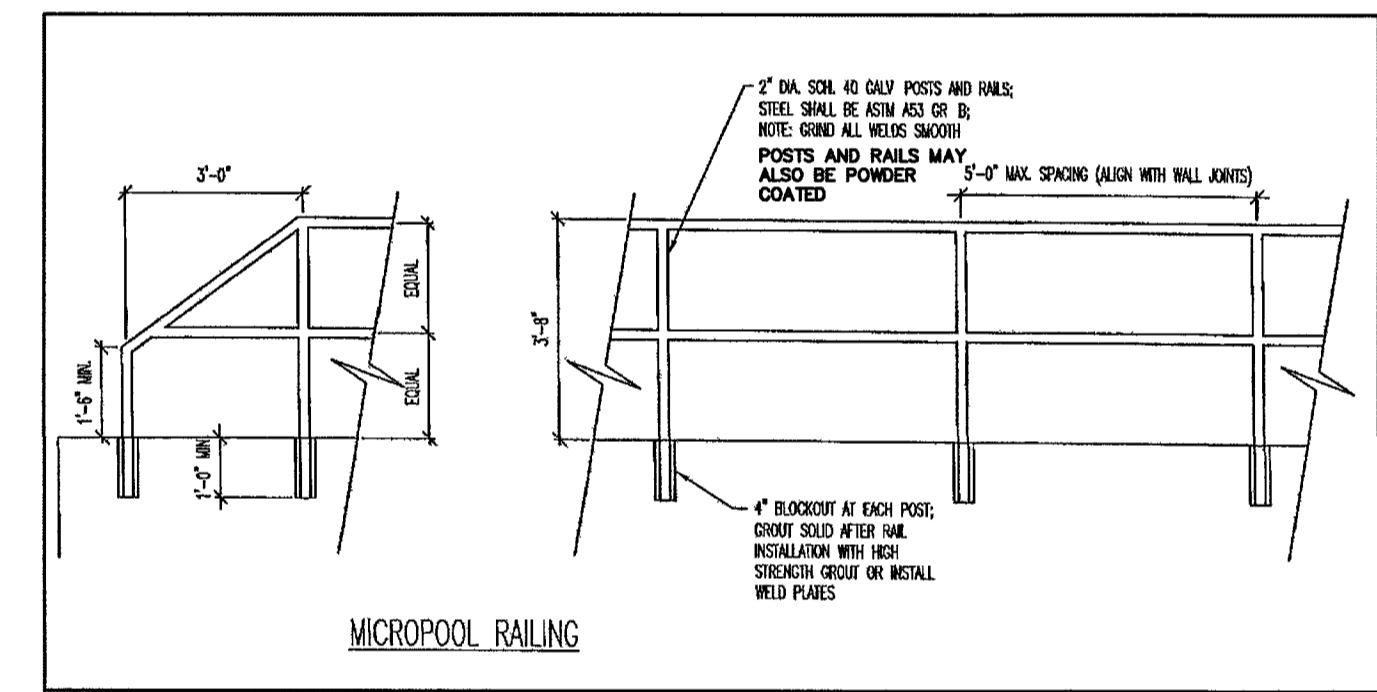 2" DIA. SCH. 40 GALV POSTS AND RAILS;
STEEL SHALL BE ASTM A53 GR B;
NOTE: GRIND ALL WELDS SMOOTH
POSTS AND RAILS MAY
ALSO BE POWDER
COATED
5'-0" MAX. SPACING (ALIGN WITH WALL JOINTS)
3'-0"
EQUAL
EQUAL
1'-6" MIN.
1'-0" MIN
3'-8"
4" BLOCKOUT AT EACH POST;
GROUT SOLID AFTER RAIL
INSTALLATION WITH HIGH
STRENGTH GROUT OR INSTALL
WELD PLATES
MICROPOOL RAILING